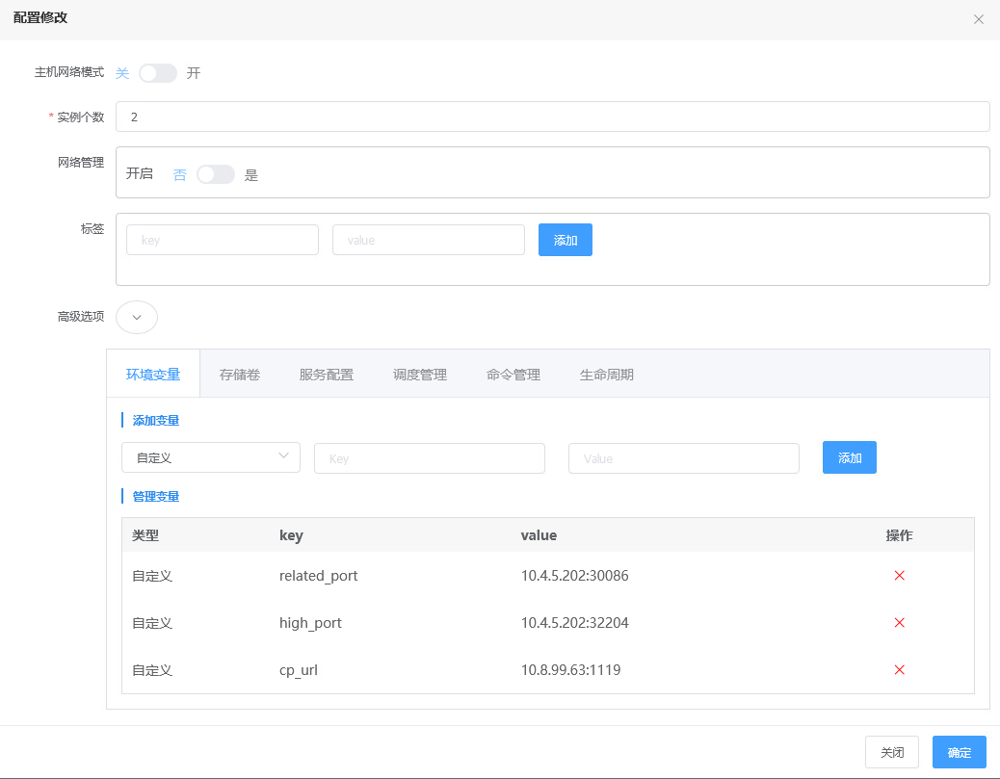 配置修改
主机网络模式 关 开
* 实例个数 2
网络管理 开启 否 是
标签 key value 添加
高级选项
环境变量 存储卷 服务配置 调度管理 命令管理 生命周期
添加变量
自定义 Key Value 添加
管理变量
类型 key value 操作
自定义 related_port 10.4.5.202:30086
自定义 high_port 10.4.5.202:32204
自定义 cp_url 10.8.99.63:1119
关闭 确定